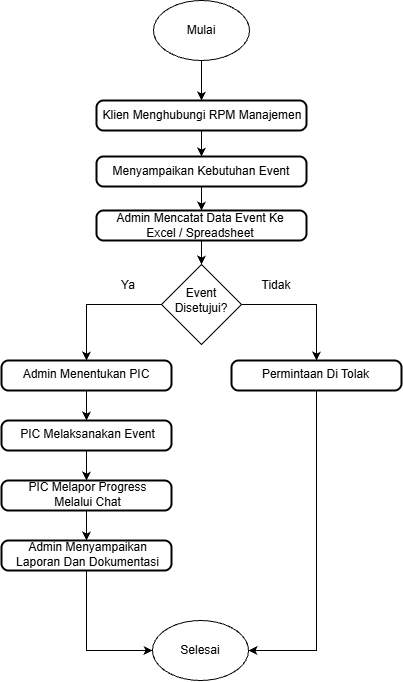 Mulai
Klien Menghubungi RPM Manajemen
Menyampaikan Kebutuhan Event
Admin Mencatat Data Event Ke
Excel / Spreadsheet
Ya
Event
Disetujui?
Tidak
Admin Menentukan PIC
Permintaan Di Tolak
PIC Melaksanakan Event
PIC Melapor Progress
Melalui Chat
Admin Menyampaikan
Laporan Dan Dokumentasi
Selesai